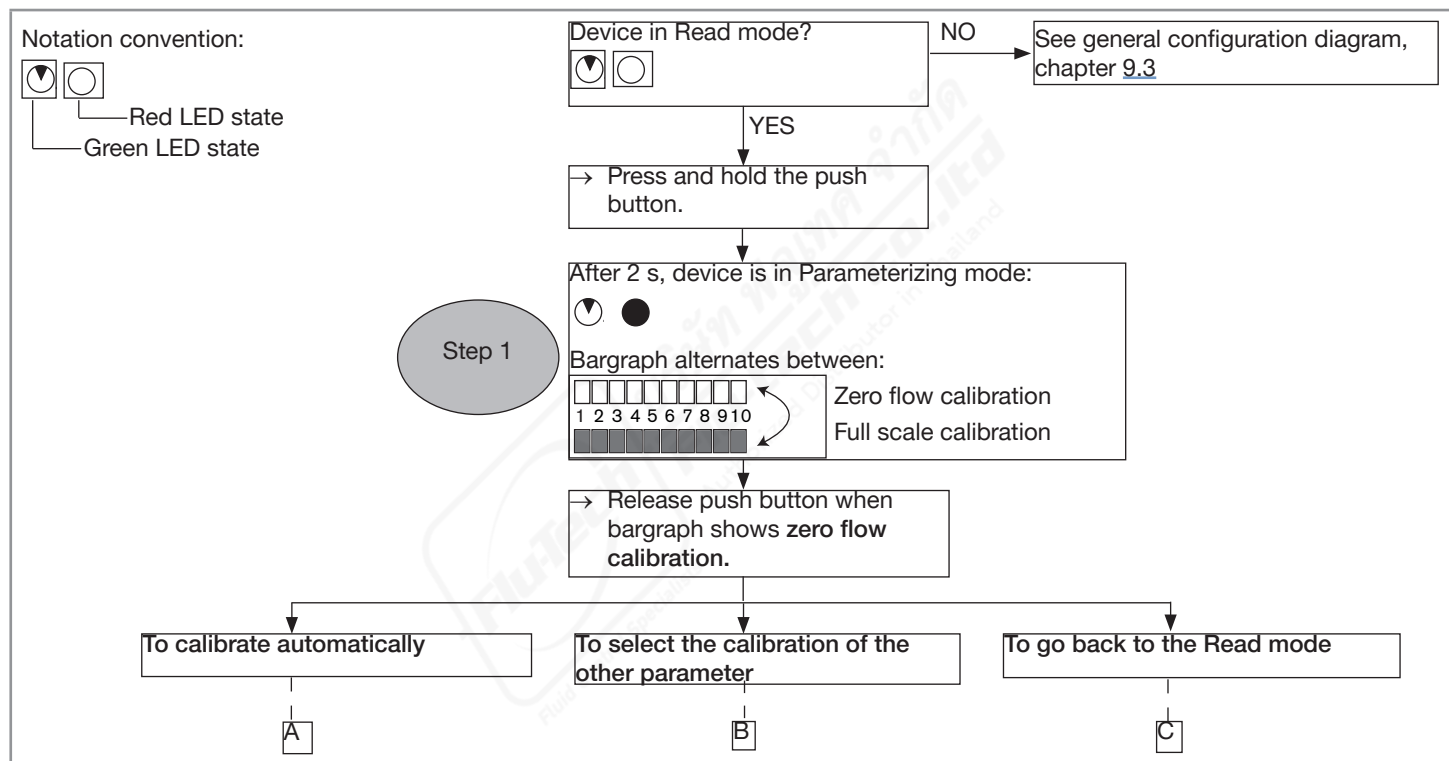 Notation convention:
Red LED state
Green LED state
Device in Read mode?
NO
See general configuration diagram,
chapter 9.3
YES
→ Press and hold the push
button.
Step 1
After 2 s, device is in Parameterizing mode:
Bargraph alternates between:
Zero flow calibration
1 2 3 4 5 6 7 8 9 10
Full scale calibration
→ Release push button when
bargraph shows zero flow
calibration.
To calibrate automatically
To select the calibration of the
other parameter
To go back to the Read mode
A
B
C
Flu-Tech